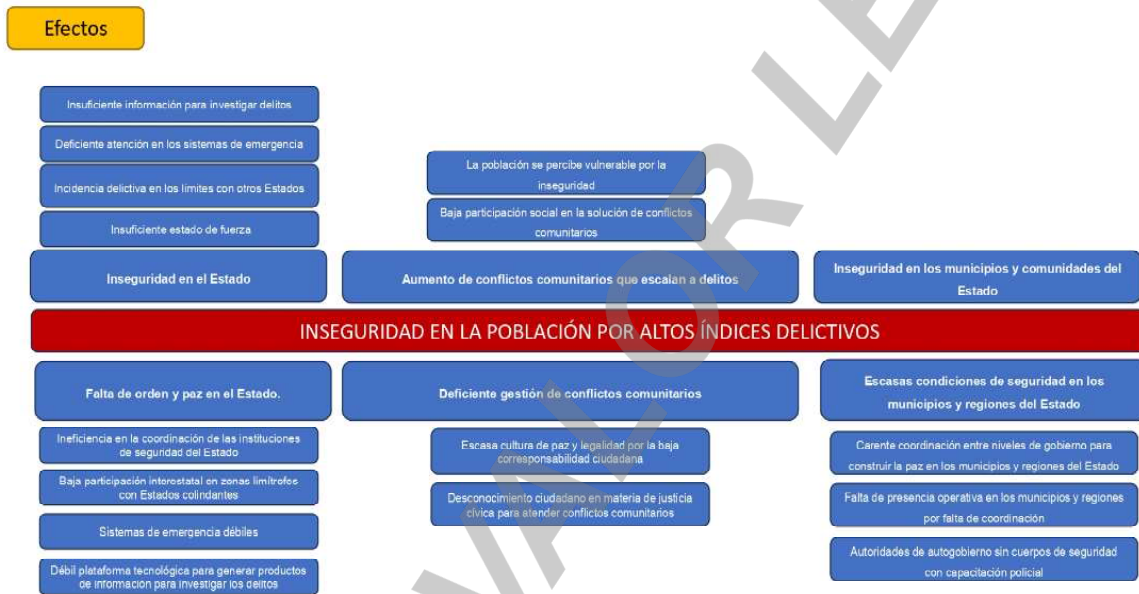 Efectos
Insuficiente información para investigar delitos
Deficiente atención en los sistemas de emergencia
Incidencia delictiva en los límites con otros Estados
Insuficiente estado de fuerza
Inseguridad en el Estado
La población se percibe vulnerable por la
inseguridad
Baja participación social en la solución de conflictos
comunitarios
Aumento de conflictos comunitarios que escalan a delitos
Inseguridad en los municipios y comunidades del
Estado
INSEGURIDAD EN LA POBLACIÓN POR ALTOS ÍNDICES DELICTIVOS
Falta de orden y paz en el Estado.
Ineficiencia en la coordinación de las instituciones
de seguridad del Estado
Baja participación interestatal en zonas limítrofes
con Estados colindantes
Sistemas de emergencia débiles
Débil plataforma tecnológica para generar productos
de información para investigar los delitos
Deficiente gestión de conflictos comunitarios
Escasa cultura de paz y legalidad por la baja
corresponsabilidad ciudadana
Desconocimiento ciudadano en materia de justicia
cívica para atender conflictos comunitarios
Escasas condiciones de seguridad en los
municipios y regiones del Estado
Carente coordinación entre niveles de gobierno para
construir la paz en los municipios y regiones del Estado
Falta de presencia operativa en los municipios y regiones
por falta de coordinación
Autoridades de autogobierno sin cuerpos de seguridad
con capacitación policial
VALOR LE